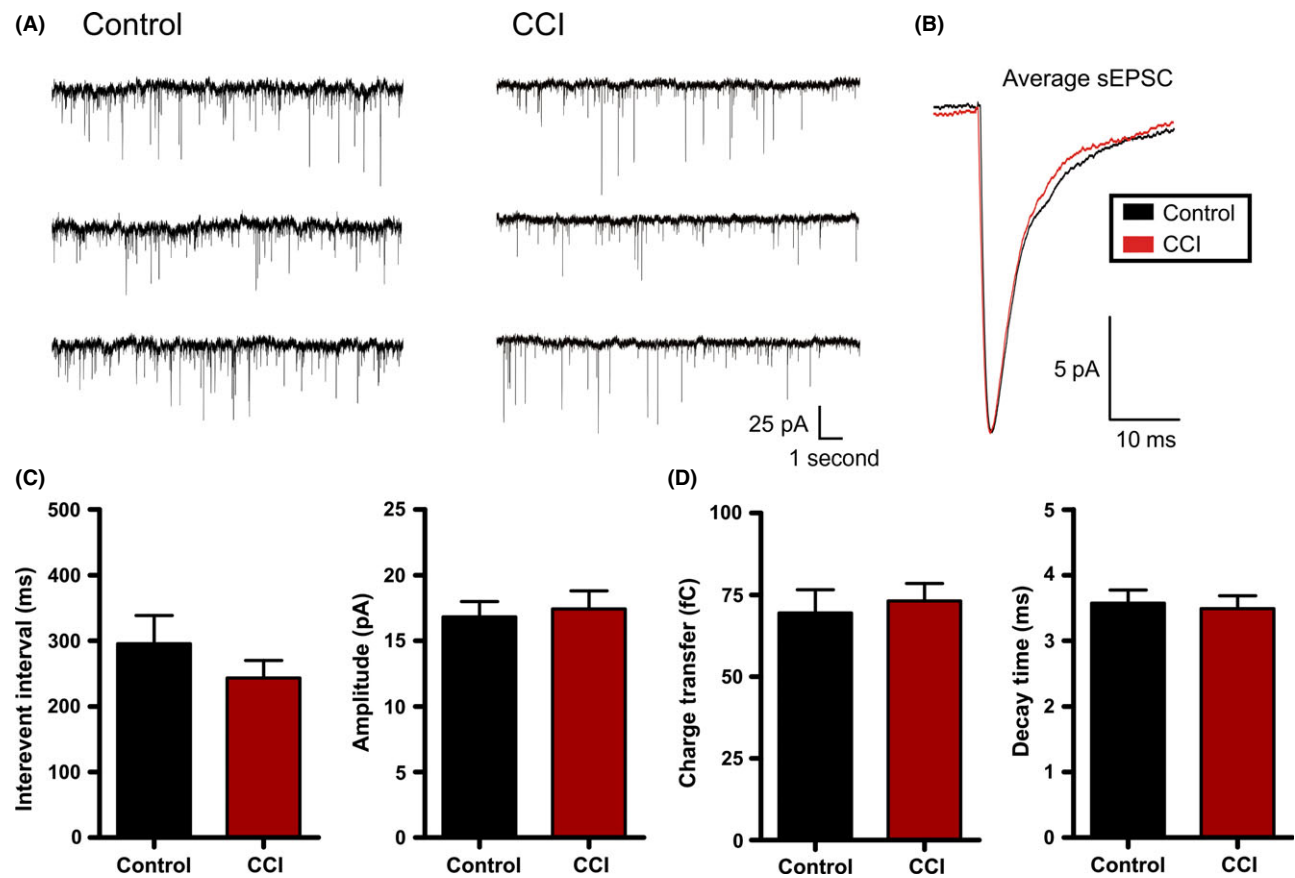 (A)
Control
CCI
25 pA
1 second
(B)
Average sEPSC
Control
CCI
5 pA
10 ms
(C)
Interevent interval (ms)
500
400
300
200
100
0
Control
CCI
Amplitude (pA)
25
20
15
10
5
0
Control
CCI
(D)
Charge transfer (fC)
100
75
50
25
0
Control
CCI
Decay time (ms)
5
4
3
2
1
0
Control
CCI